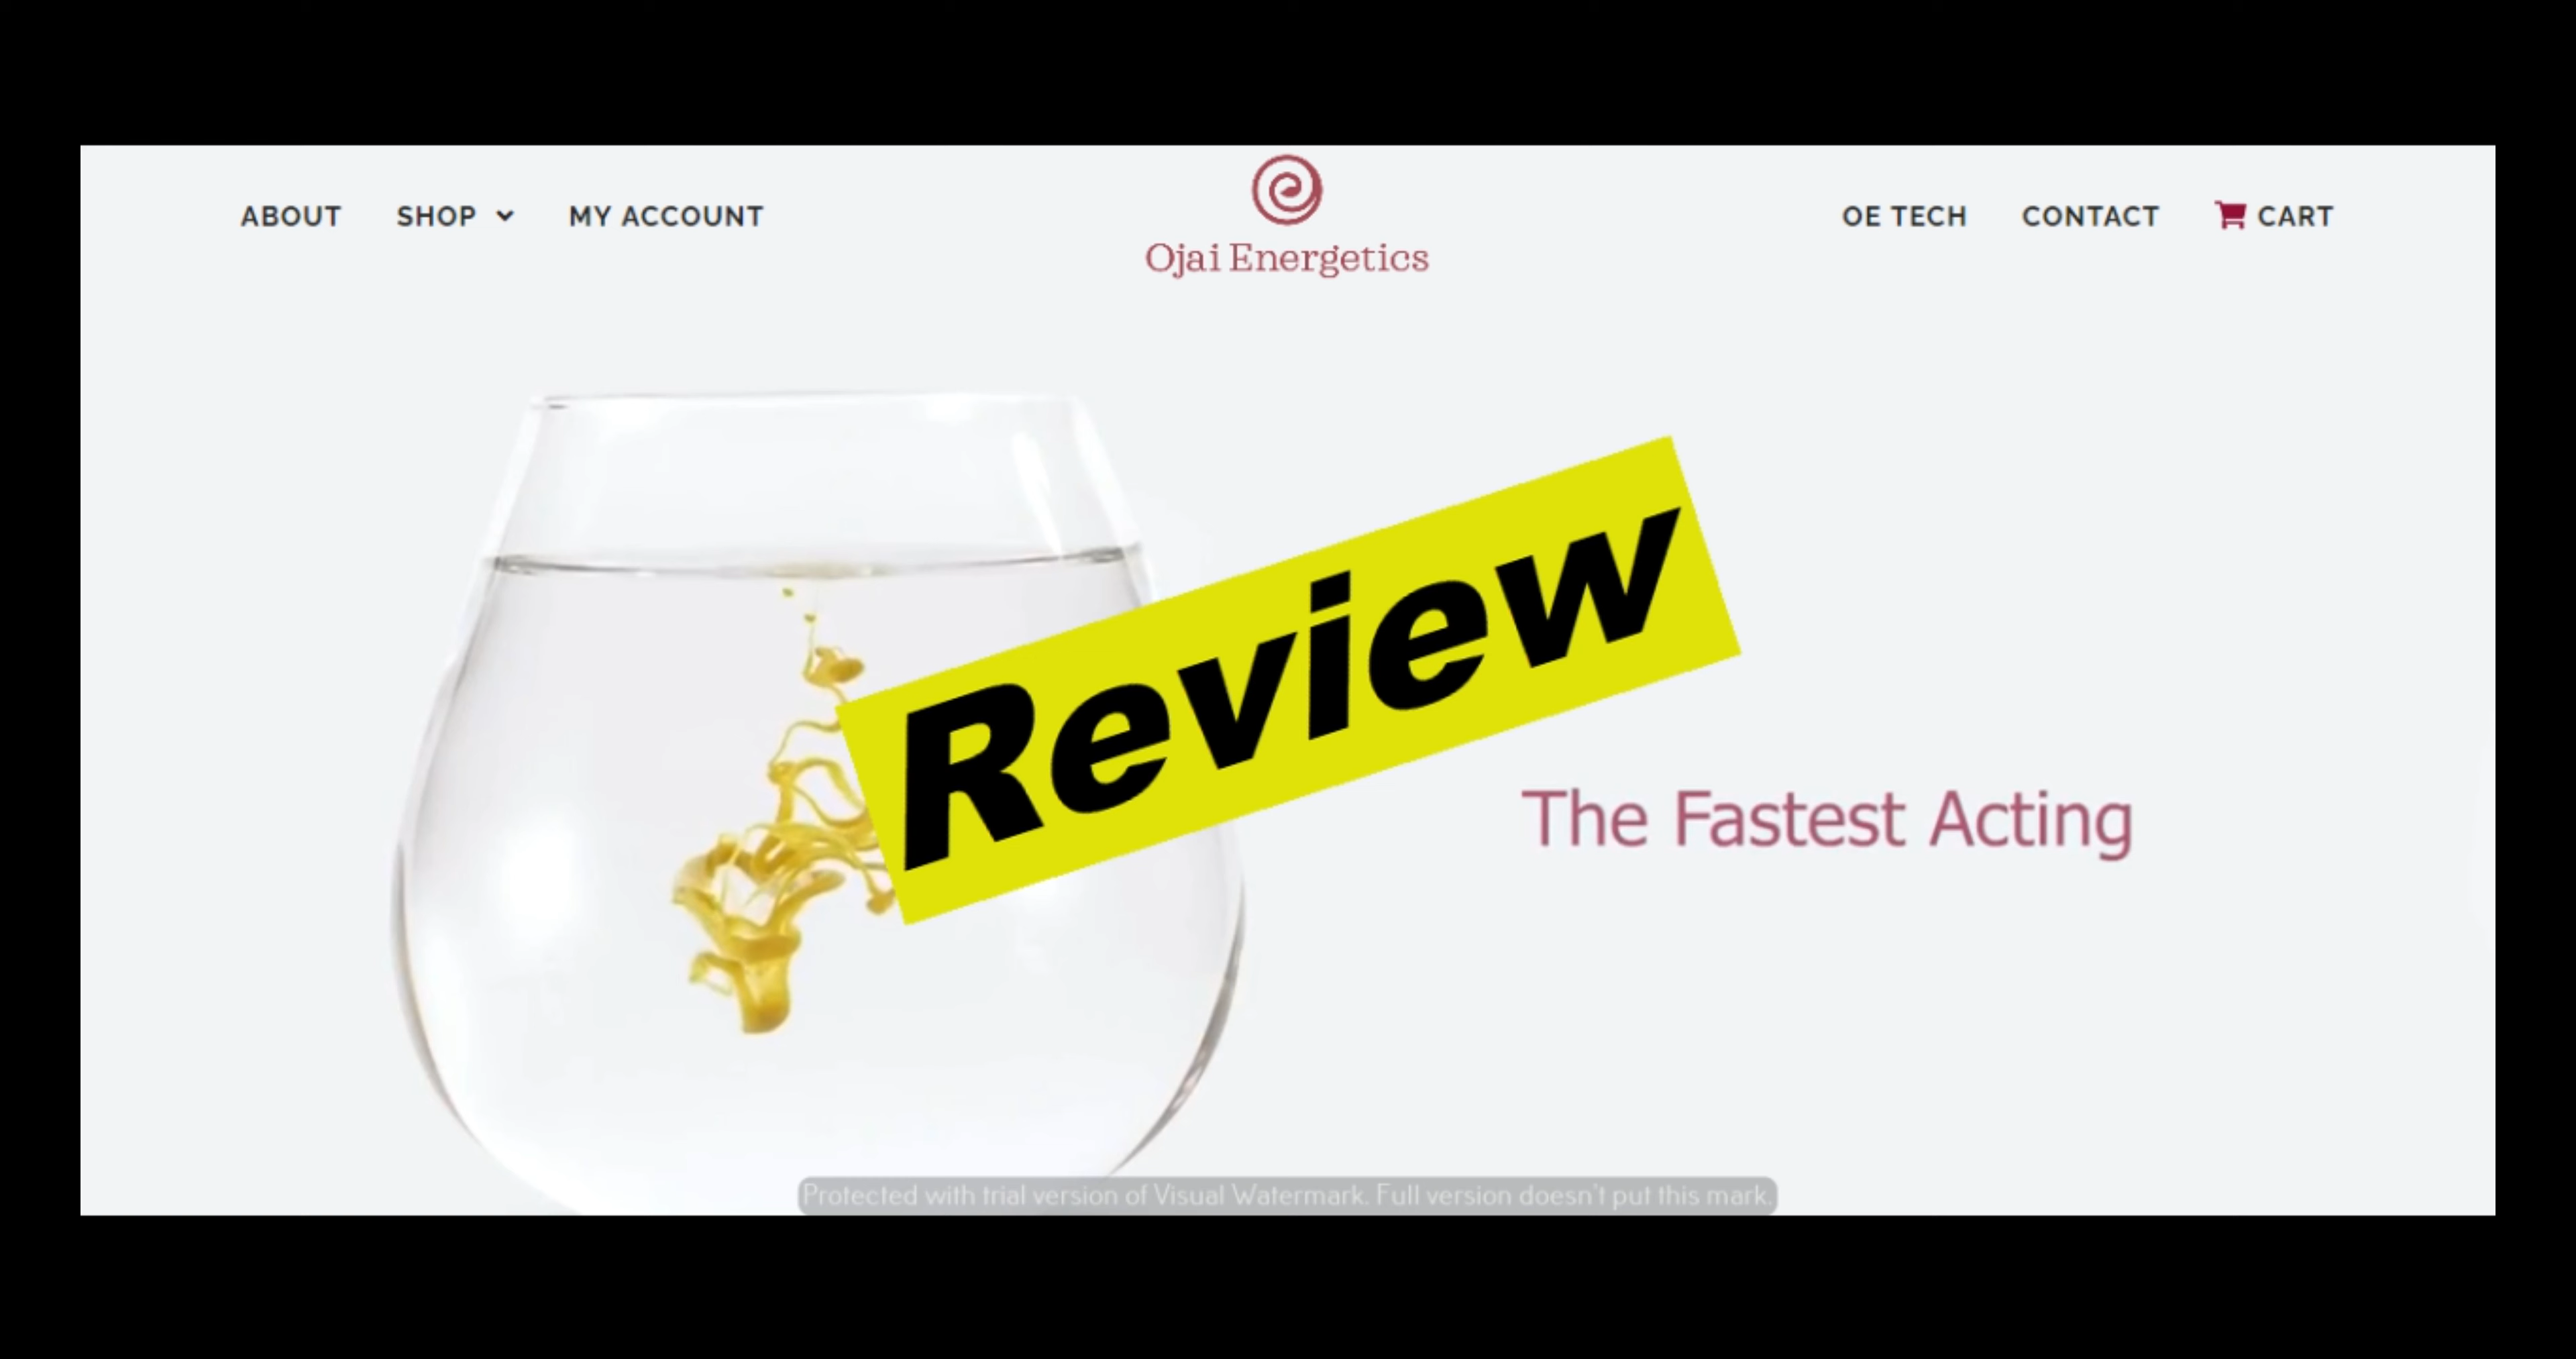 ABOUT SHOP MY ACCOUNT
Ojai Energetics
OE TECH CONTACT CART
Review
The Fastest Acting
Protected with trial version of Visual Watermark. Full version doesn't put this mark.